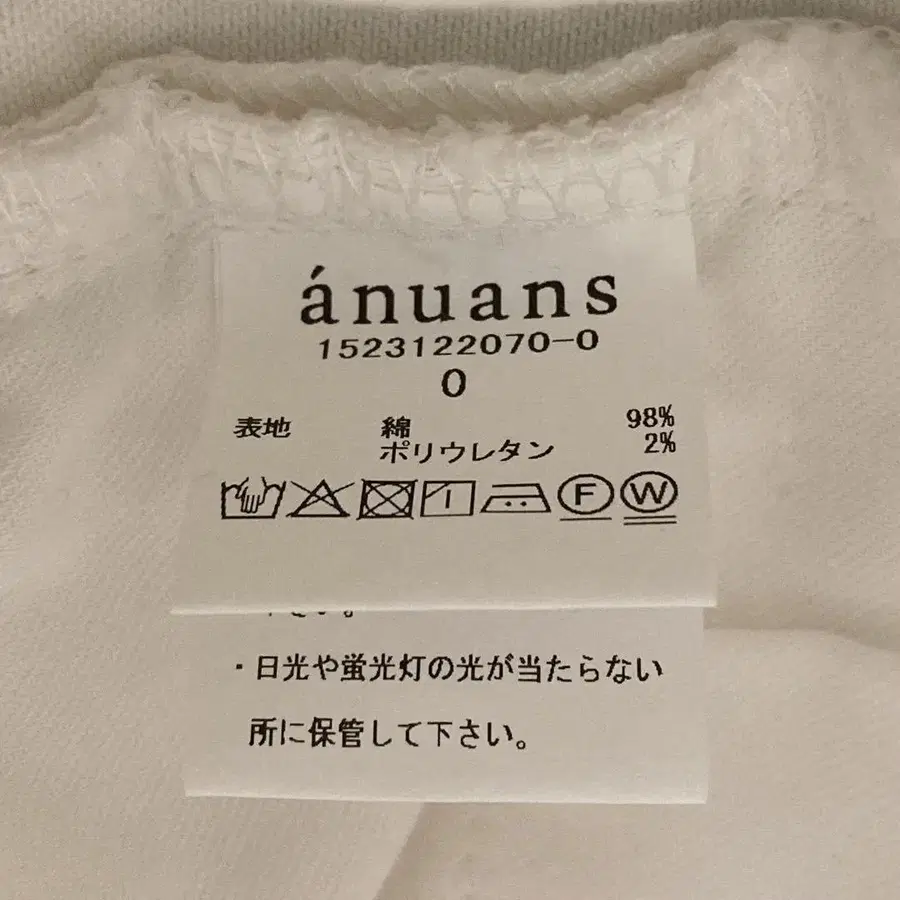 ánuans
1523122070-0
0
表地 綿 98%
ポリウレタン 2%
F W
・日光や蛍光灯の光が当たらない
所に保管して下さい。